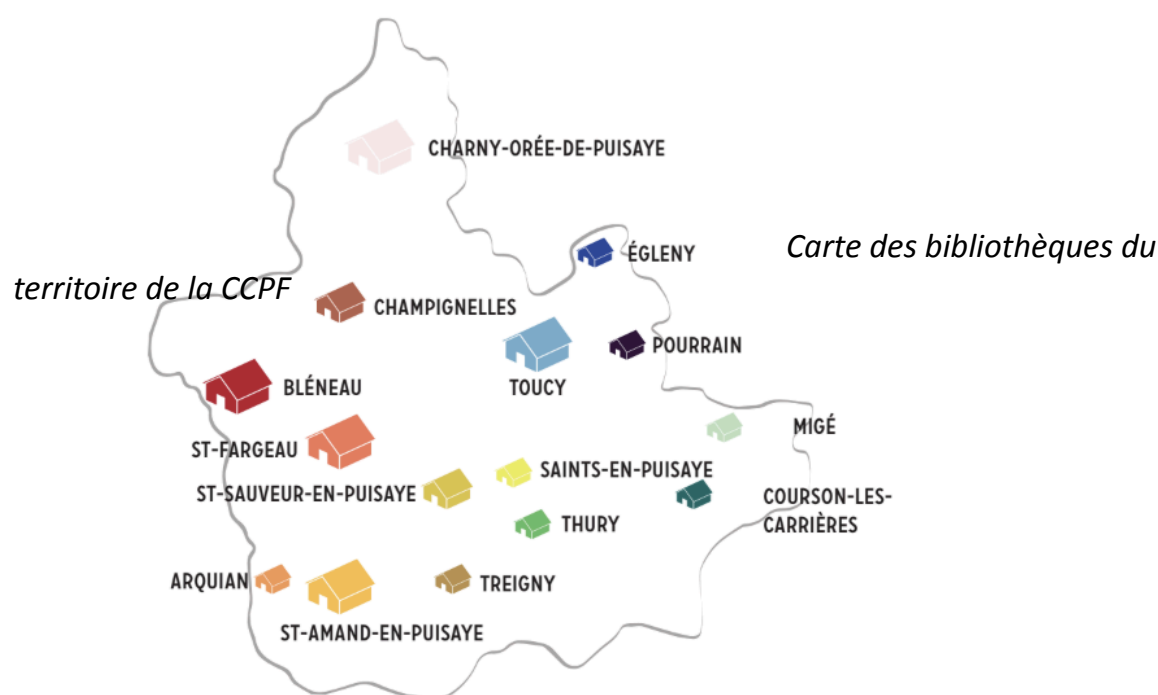 CHARNY-ORÉE-DE-PUISAYE
ÉGLENY
Carte des bibliothèques du
territoire de la CCPF
CHAMPIGNELLES
POURRAIN
TOUCY
BLÉNEAU
MIGÉ
ST-FARGEAU
SAINTS-EN-PUISAYE
ST-SAUVEUR-EN-PUISAYE
COURSON-LES-
CARRIÈRES
THURY
ARQUIAN
TREIGNY
ST-AMAND-EN-PUISAYE